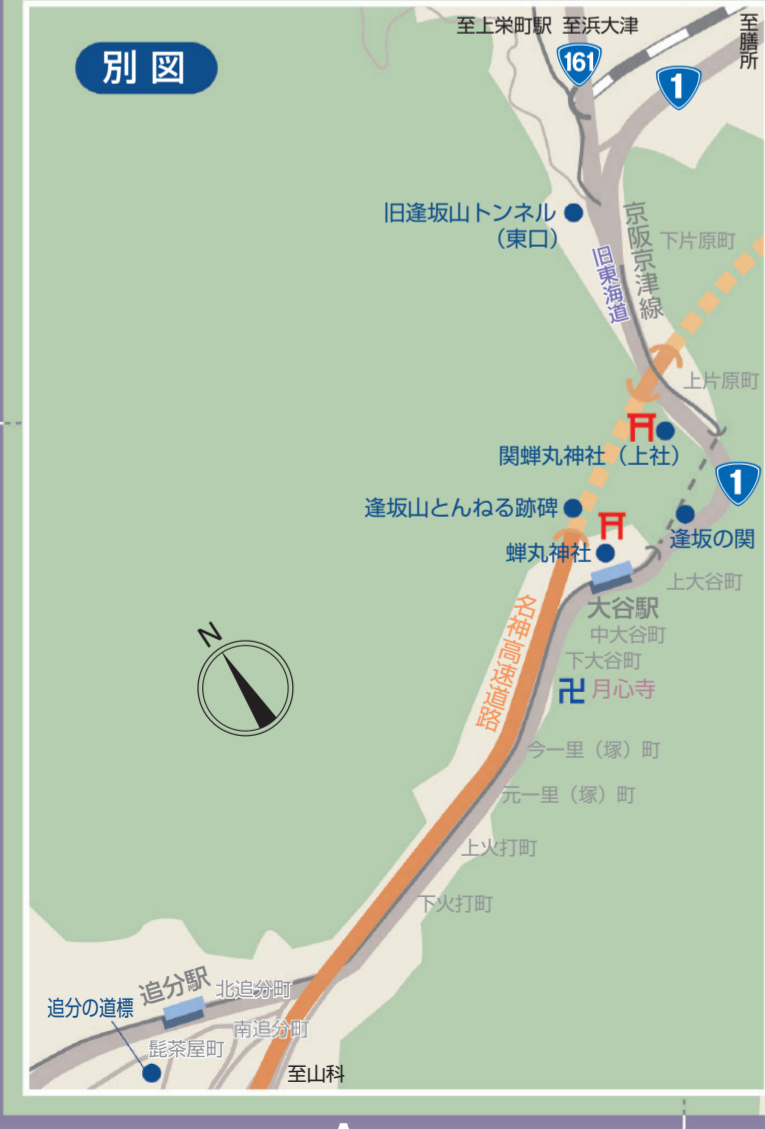 別図
至上栄町駅 至浜大津
至膳所
161
1
旧逢坂山トンネル
（東口）
京阪京津線
下片原町
旧東海道
上片原町
関蝉丸神社（上社）
1
逢坂山とんねる跡碑
逢坂の関
蝉丸神社
上大谷町
大谷駅
中大谷町
名神高速道路
下大谷町
月心寺
N
今一里（塚）町
元一里（塚）町
上火打町
下火打町
追分駅
北追分町
追分の道標
南追分町
髭茶屋町
至山科